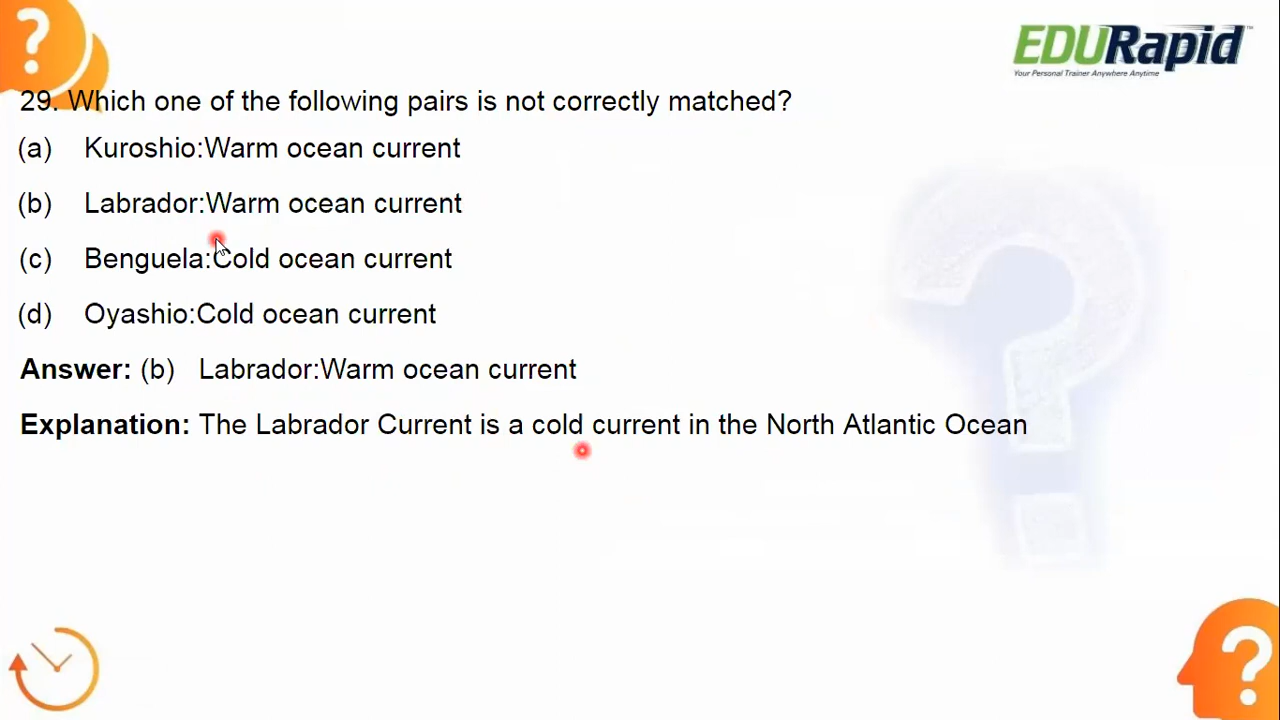 EDURapid™
Your Personal Trainer Anywhere Anytime
29. Which one of the following pairs is not correctly matched?
(a) Kuroshio:Warm ocean current
(b) Labrador:Warm ocean current
(c) Benguela:Cold ocean current
(d) Oyashio:Cold ocean current
Answer: (b) Labrador:Warm ocean current
Explanation: The Labrador Current is a cold current in the North Atlantic Ocean